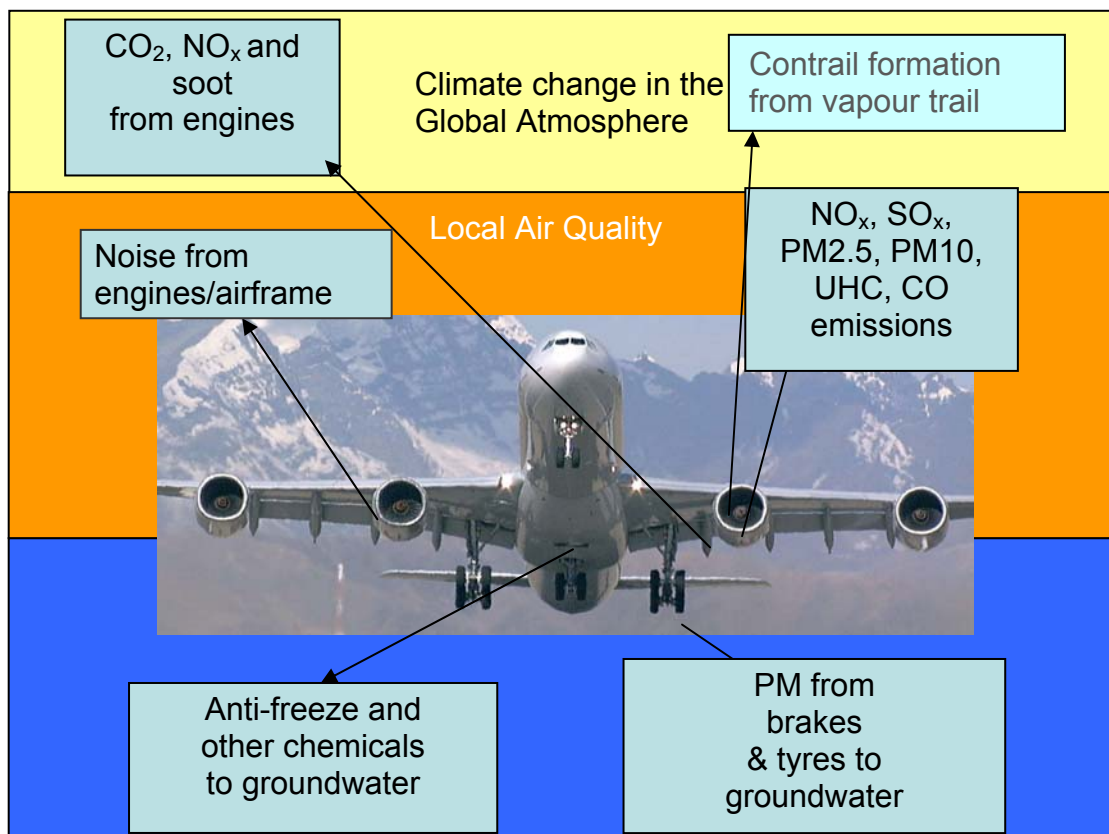 CO₂, NOₓ and
soot
from engines
Climate change in the
Global Atmosphere
Contrail formation
from vapour trail
Local Air Quality
Noise from
engines/airframe
NOₓ, SOₓ,
PM2.5, PM10,
UHC, CO
emissions
Anti-freeze and
other chemicals
to groundwater
PM from
brakes
& tyres to
groundwater